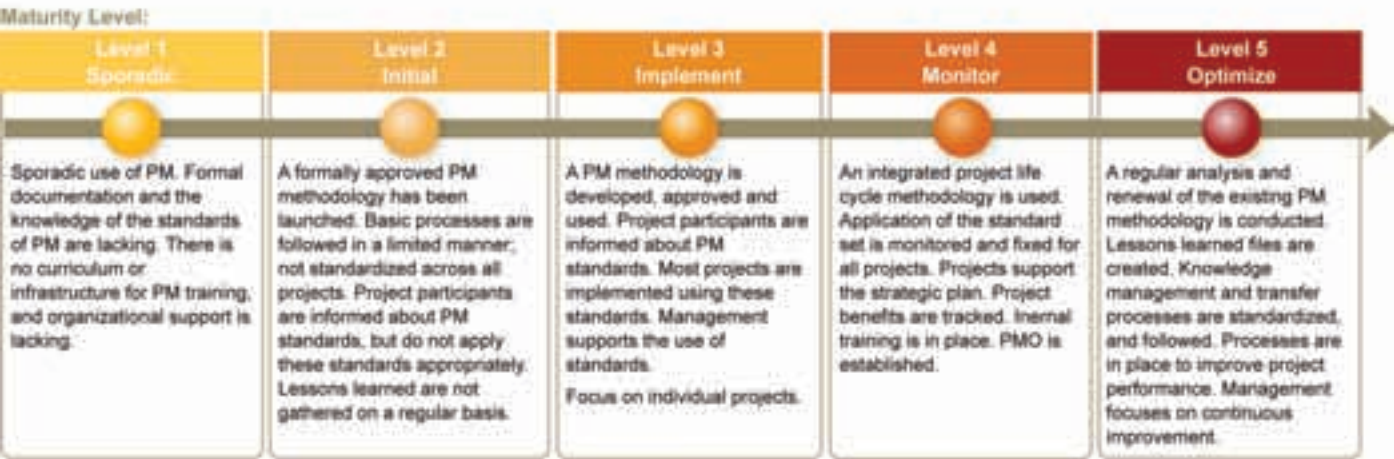 Maturity Level:
Level 1
Sporadic
Level 2
Initial
Level 3
Implement
Level 4
Monitor
Level 5
Optimize
Sporadic use of PM. Formal
documentation and the
knowledge of the standards
of PM are lacking. There is
no curriculum or
infrastructure for PM training,
and organizational support is
lacking.
A formally approved PM
methodology has been
launched. Basic processes are
followed in a limited manner;
not standardized across all
projects. Project participants
are informed about PM
standards, but do not apply
these standards appropriately.
Lessons learned are not
gathered on a regular basis.
A PM methodology is
developed, approved and
used. Project participants are
informed about PM
standards. Most projects are
implemented using these
standards. Management
supports the use of
standards.
Focus on individual projects.
An integrated project life
cycle methodology is used.
Application of the standard
set is monitored and fixed for
all projects. Projects support
the strategic plan. Project
benefits are tracked. Inernal
training is in place. PMO is
established.
A regular analysis and
renewal of the existing PM
methodology is conducted.
Lessons learned files are
created. Knowledge
management and transfer
processes are standardized,
and followed. Processes are
in place to improve project
performance. Management
focuses on continuous
improvement.